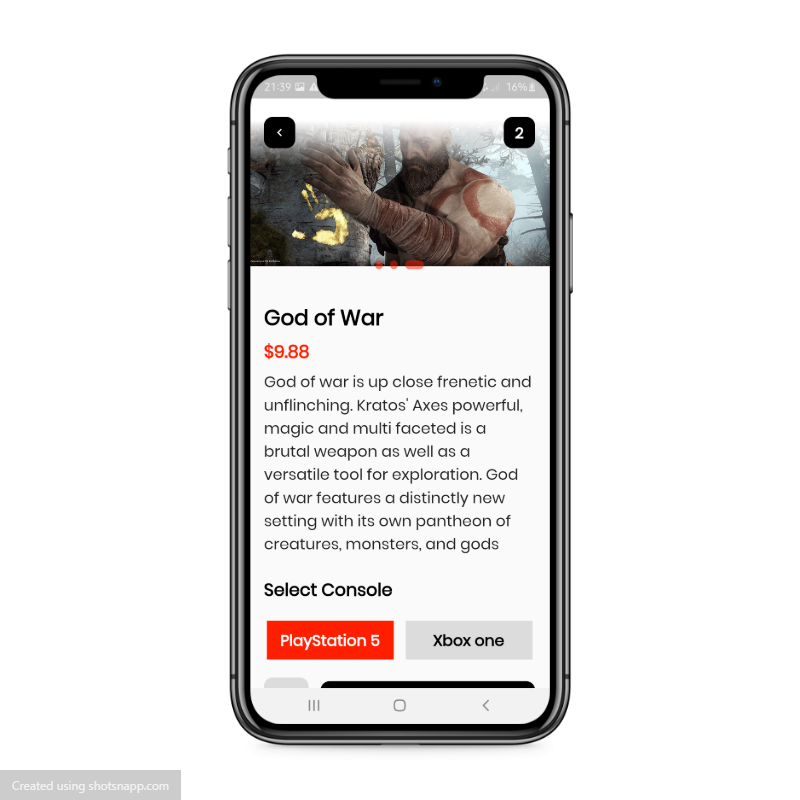 21:39 16%
2
God of War
$9.88
God of war is up close frenetic and
unflinching. Kratos' Axes powerful,
magic and multi faceted is a
brutal weapon as well as a
versatile tool for exploration. God
of war features a distinctly new
setting with its own pantheon of
creatures, monsters, and gods
Select Console
PlayStation 5 Xbox one
Created using shotsnapp.com